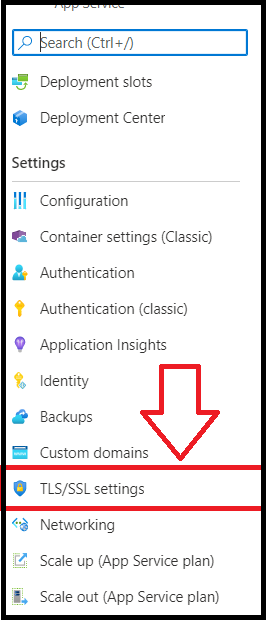 App Service
Search (Ctrl+/)
Deployment slots
Deployment Center
Settings
Configuration
Container settings (Classic)
Authentication
Authentication (classic)
Application Insights
Identity
Backups
Custom domains
TLS/SSL settings
Networking
Scale up (App Service plan)
Scale out (App Service plan)